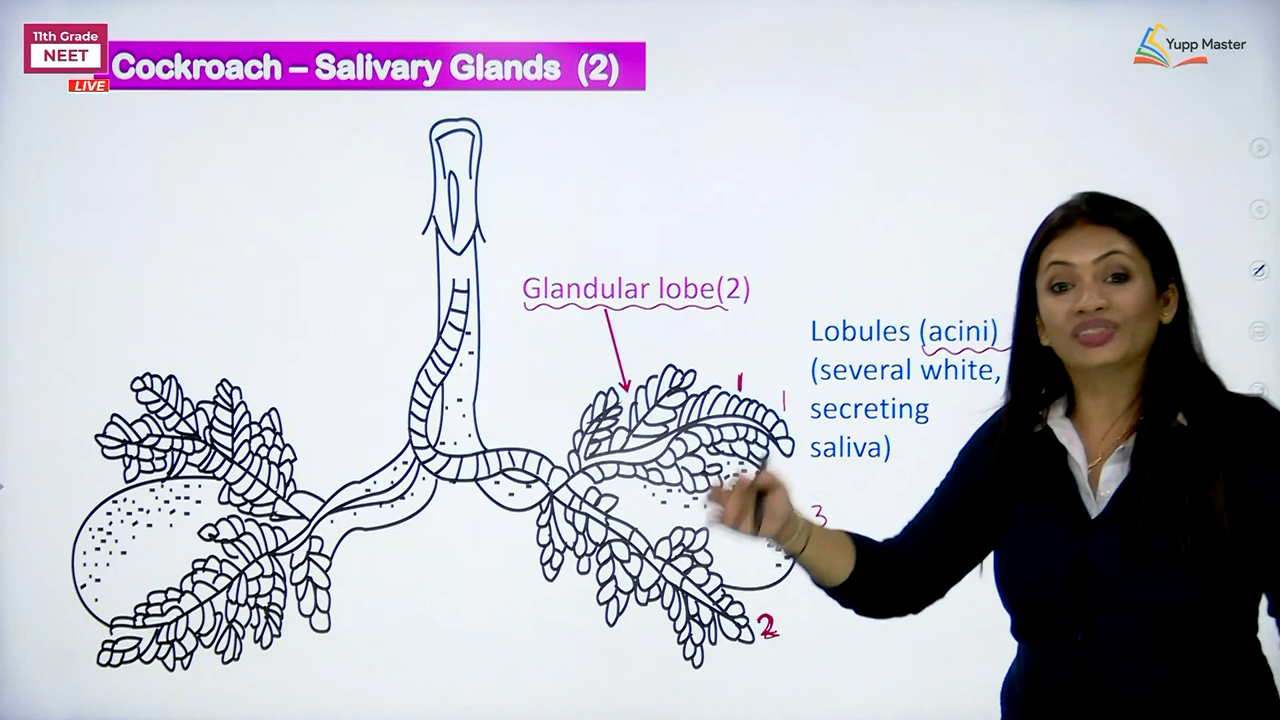 11th Grade
NEET
LIVE
Cockroach – Salivary Glands (2)
Yupp Master
Glandular lobe(2)
Lobules (acini)
(several white,
secreting
saliva)
1
1
3
2